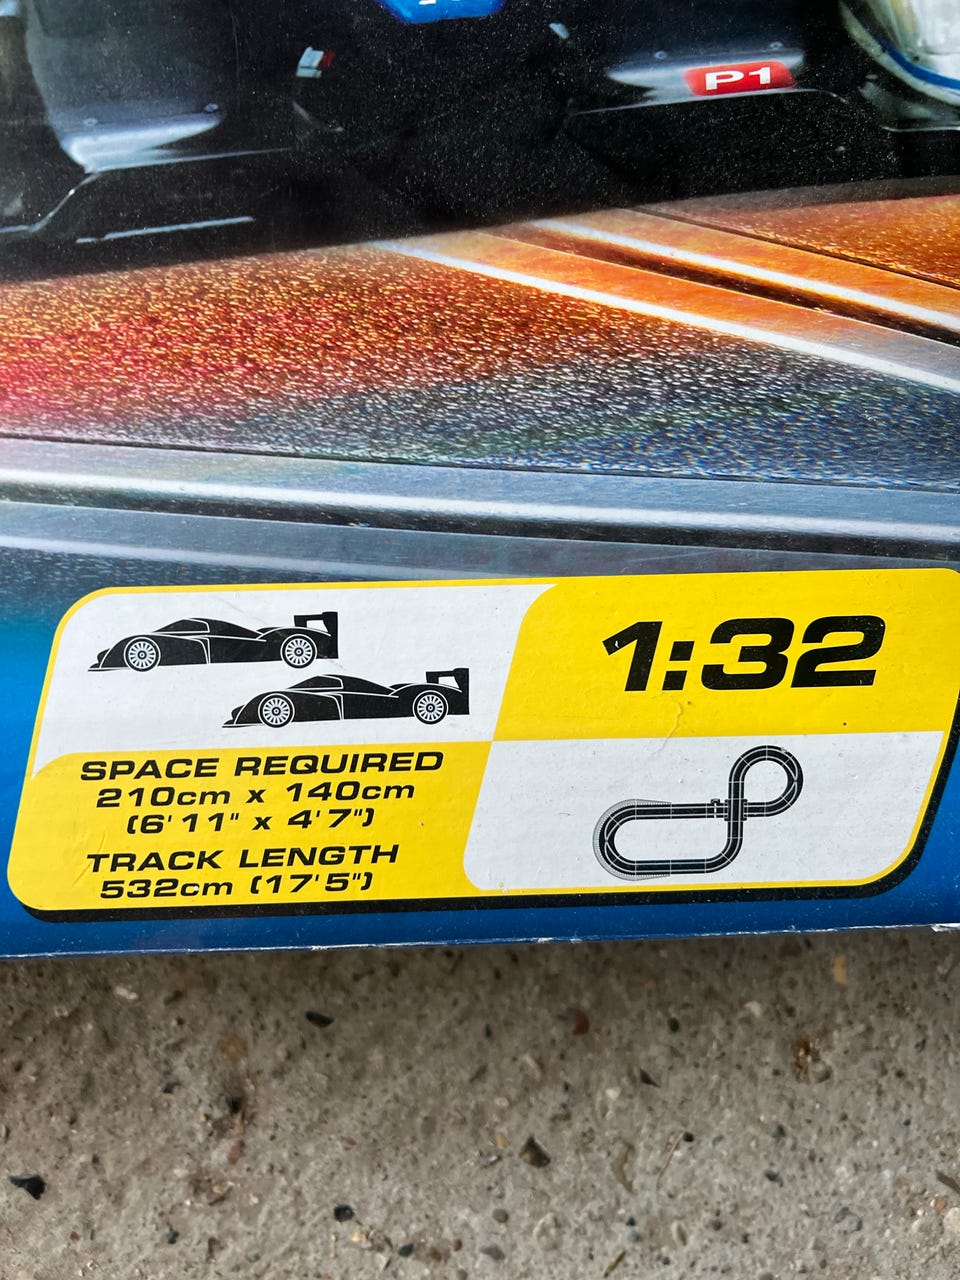 P1
1:32
SPACE REQUIRED
210cm x 140cm
(6'11" x 4'7")
TRACK LENGTH
532cm (17'5")